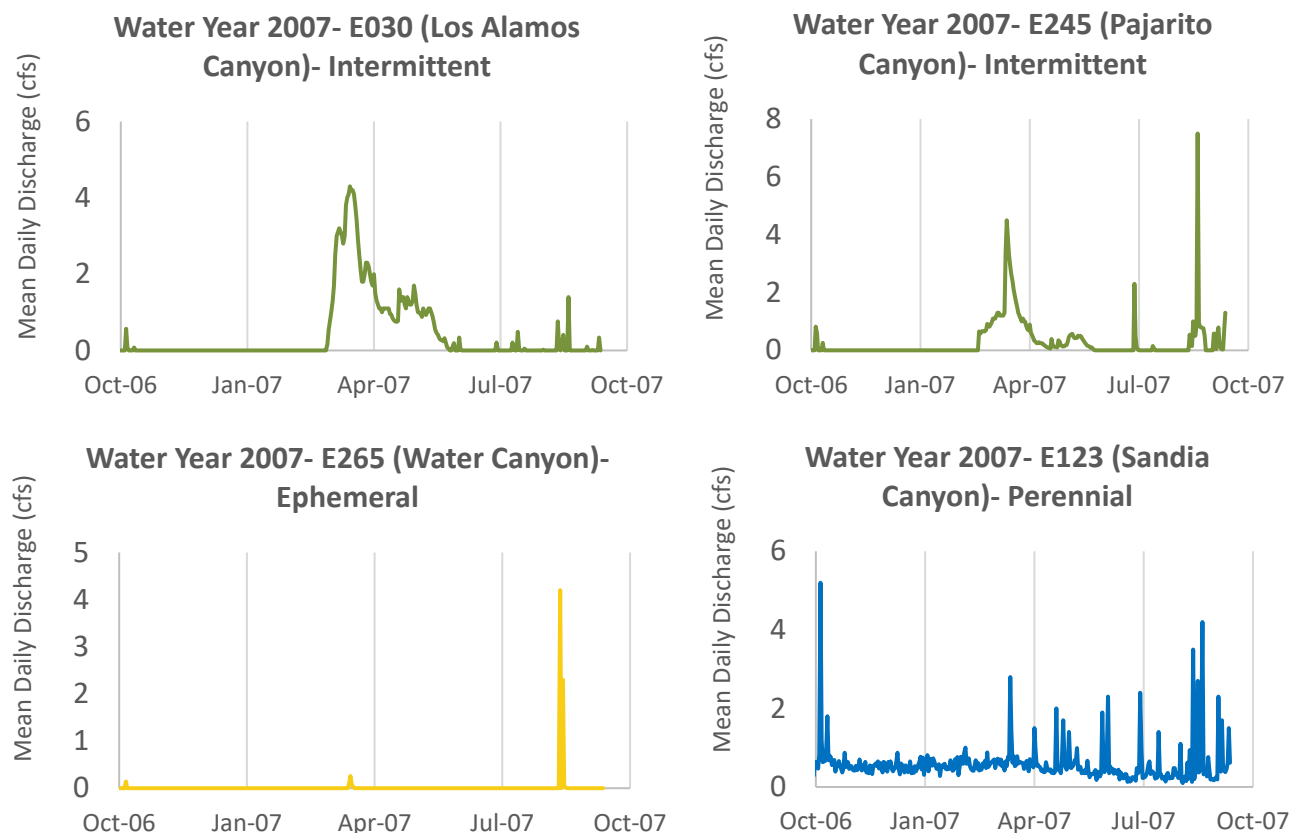 Water Year 2007- E030 (Los Alamos
Canyon)- Intermittent
Mean Daily Discharge (cfs)
6
4
2
0
Oct-06 Jan-07 Apr-07 Jul-07 Oct-07
Water Year 2007- E245 (Pajarito
Canyon)- Intermittent
Mean Daily Discharge (cfs)
8
6
4
2
0
Oct-06 Jan-07 Apr-07 Jul-07 Oct-07
Water Year 2007- E265 (Water Canyon)-
Ephemeral
Mean Daily Discharge (cfs)
5
4
3
2
1
0
Oct-06 Jan-07 Apr-07 Jul-07 Oct-07
Water Year 2007- E123 (Sandia
Canyon)- Perennial
Mean Daily Discharge (cfs)
6
4
2
0
Oct-06 Jan-07 Apr-07 Jul-07 Oct-07